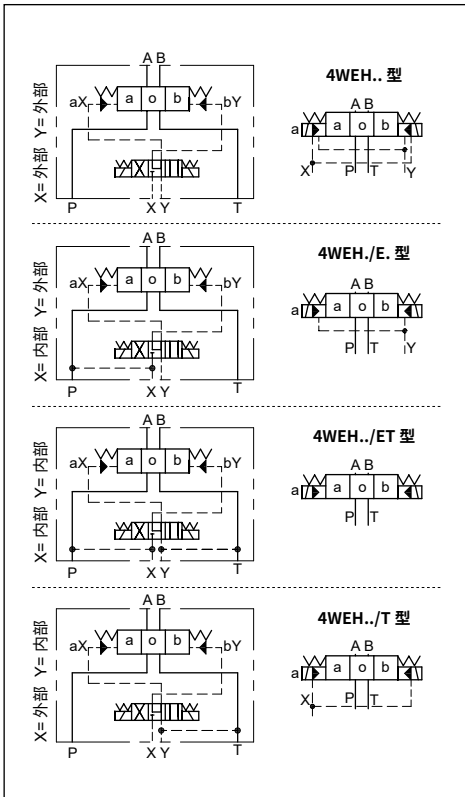 X= 外部 Y= 外部
A B
aX
a o b
bY
P X Y T
4WEH.. 型
A B
a
a o b
X P T Y
X= 内部 Y= 外部
A B
aX
a o b
bY
P X Y T
4WEH./E. 型
A B
a
a o b
P T Y
X= 内部 Y= 内部
A B
aX
a o b
bY
P X Y T
4WEH../ET 型
A B
a
a o b
P T
X= 外部 Y= 内部
A B
aX
a o b
bY
P X Y T
4WEH../T 型
A B
a
a o b
X P T